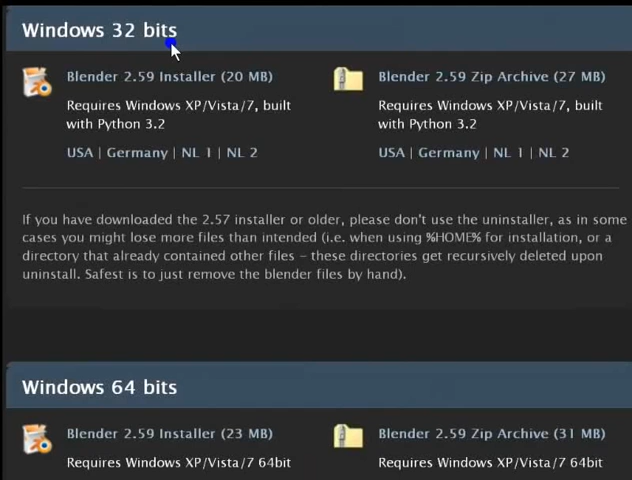 Windows 32 bits
Blender 2.59 Installer (20 MB)
Requires Windows XP/Vista/7, built
with Python 3.2
USA | Germany | NL 1 | NL 2
Blender 2.59 Zip Archive (27 MB)
Requires Windows XP/Vista/7, built
with Python 3.2
USA | Germany | NL 1 | NL 2
If you have downloaded the 2.57 installer or older, please don't use the uninstaller, as in some
cases you might lose more files than intended (i.e. when using %HOME% for installation, or a
directory that already contained other files – these directories get recursively deleted upon
uninstall. Safest is to just remove the blender files by hand).
Windows 64 bits
Blender 2.59 Installer (23 MB)
Requires Windows XP/Vista/7 64bit
Blender 2.59 Zip Archive (31 MB)
Requires Windows XP/Vista/7 64bit